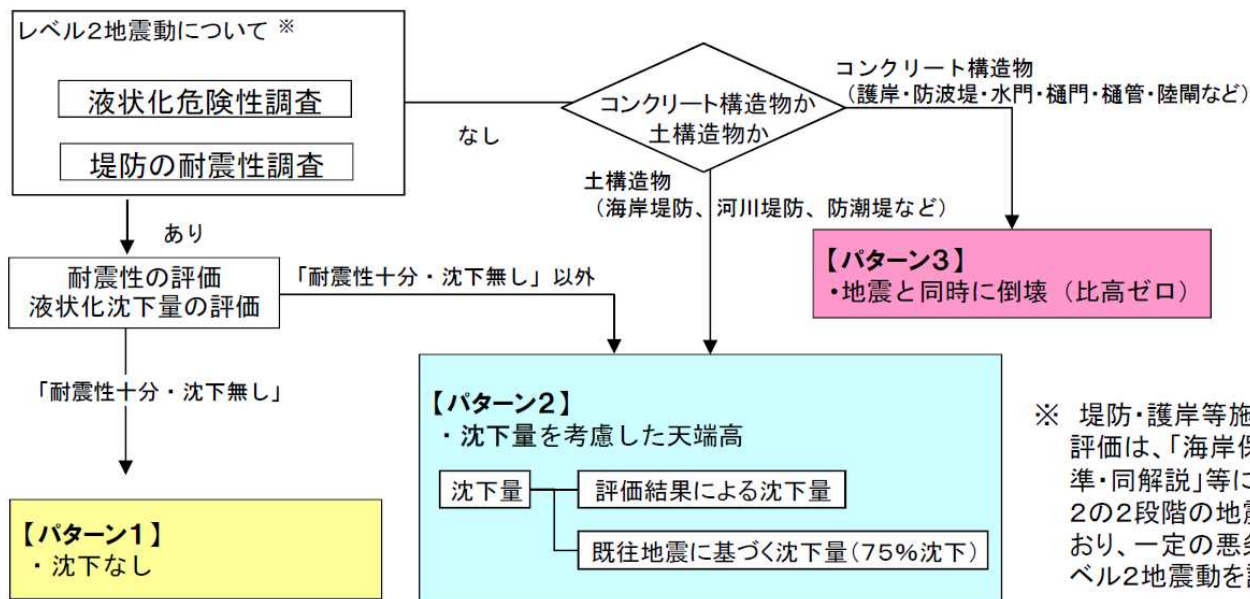 レベル２地震動について ※
液状化危険性調査
堤防の耐震性調査
なし
コンクリート構造物か
土構造物か
コンクリート構造物
（護岸・防波堤・水門・樋門・樋管・陸閘など）
土構造物
（海岸堤防、河川堤防、防潮堤など）
あり
耐震性の評価
液状化沈下量の評価
「耐震性十分・沈下無し」以外
「耐震性十分・沈下無し」
【パターン３】
・地震と同時に倒壊（比高ゼロ）
【パターン２】
・沈下量を考慮した天端高
沈下量
評価結果による沈下量
既往地震に基づく沈下量（75％沈下）
【パターン１】
・沈下なし
※ 堤防・護岸等施
評価は、「海岸保
準・同解説」等に
2の2段階の地震
おり、一定の悪条
ベル2地震動を